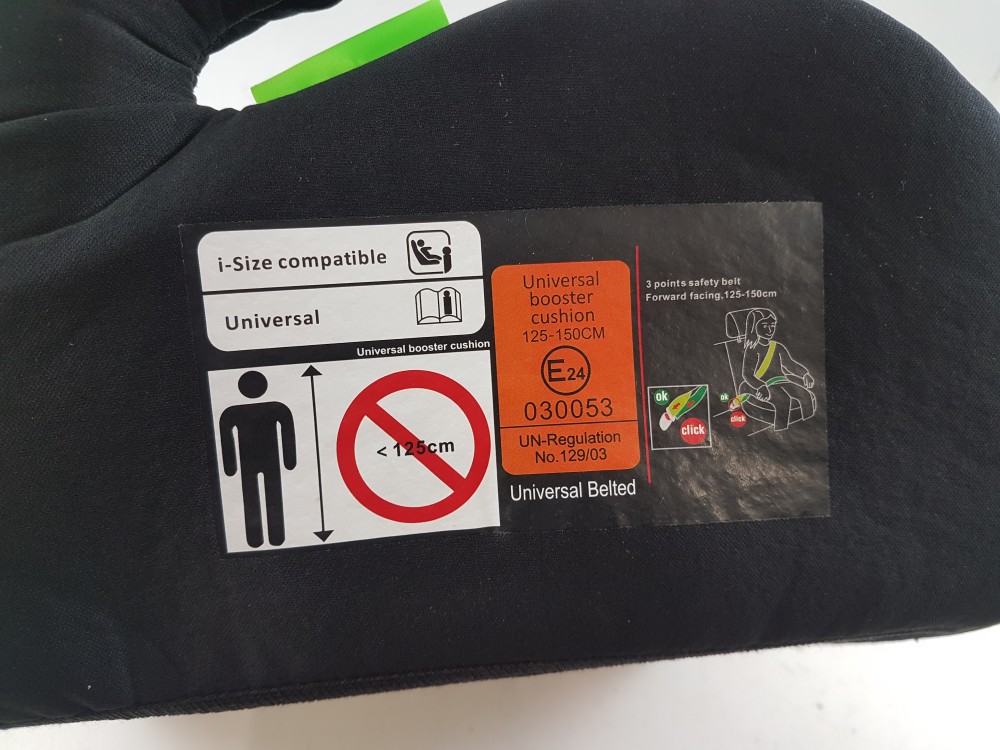 i-Size compatible
Universal
Universal booster cushion
< 125cm
Universal
booster
cushion
125-150CM
E24
030053
UN-Regulation
No.129/03
Universal Belted
3 points safety belt
Forward facing,125-150cm
ok
click
ok
click